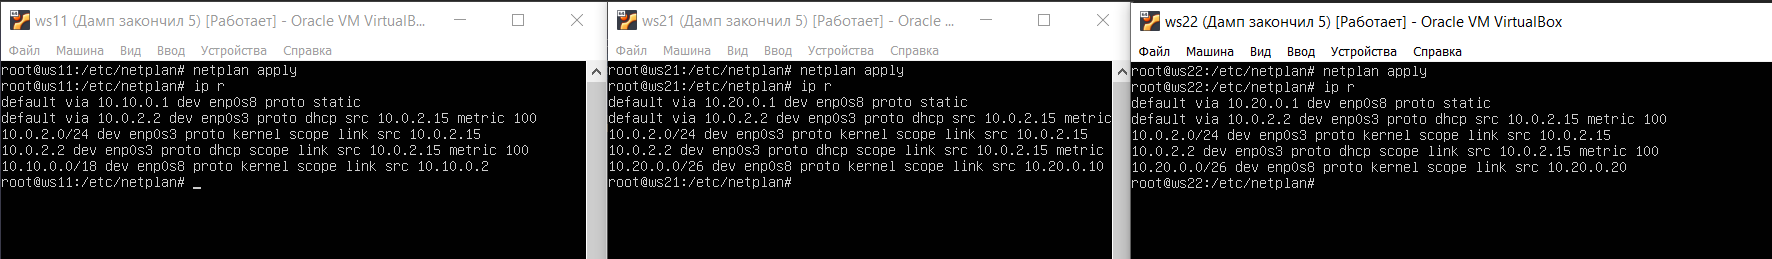 ws11 (Дамп закончил 5) [Работает] - Oracle VM VirtualB...
Файл Машина Вид Ввод Устройства Справка
root@ws11:/etc/netplan# netplan apply
root@ws11:/etc/netplan# ip r
default via 10.10.0.1 dev enp0s8 proto static
default via 10.0.2.2 dev enp0s3 proto dhcp src 10.0.2.15 metric 100
10.0.2.0/24 dev enp0s3 proto kernel scope link src 10.0.2.15
10.0.2.2 dev enp0s3 proto dhcp scope link src 10.0.2.15 metric 100
10.10.0.0/18 dev enp0s8 proto kernel scope link src 10.10.0.2
root@ws11:/etc/netplan# _
ws21 (Дамп закончил 5) [Работает] - Oracle ...
Файл Машина Вид Ввод Устройства Справка
root@ws21:/etc/netplan# netplan apply
root@ws21:/etc/netplan# ip r
default via 10.20.0.1 dev enp0s8 proto static
default via 10.0.2.2 dev enp0s3 proto dhcp src 10.0.2.15 metric
10.0.2.0/24 dev enp0s3 proto kernel scope link src 10.0.2.15
10.0.2.2 dev enp0s3 proto dhcp scope link src 10.0.2.15 metric
10.20.0.0/26 dev enp0s8 proto kernel scope link src 10.20.0.10
root@ws21:/etc/netplan#
ws22 (Дамп закончил 5) [Работает] - Oracle VM VirtualBox
Файл Машина Вид Ввод Устройства Справка
root@ws22:/etc/netplan# netplan apply
root@ws22:/etc/netplan# ip r
default via 10.20.0.1 dev enp0s8 proto static
default via 10.0.2.2 dev enp0s3 proto dhcp src 10.0.2.15 metric 100
10.0.2.0/24 dev enp0s3 proto kernel scope link src 10.0.2.15
10.0.2.2 dev enp0s3 proto dhcp scope link src 10.0.2.15 metric 100
10.20.0.0/26 dev enp0s8 proto kernel scope link src 10.20.0.20
root@ws22:/etc/netplan#